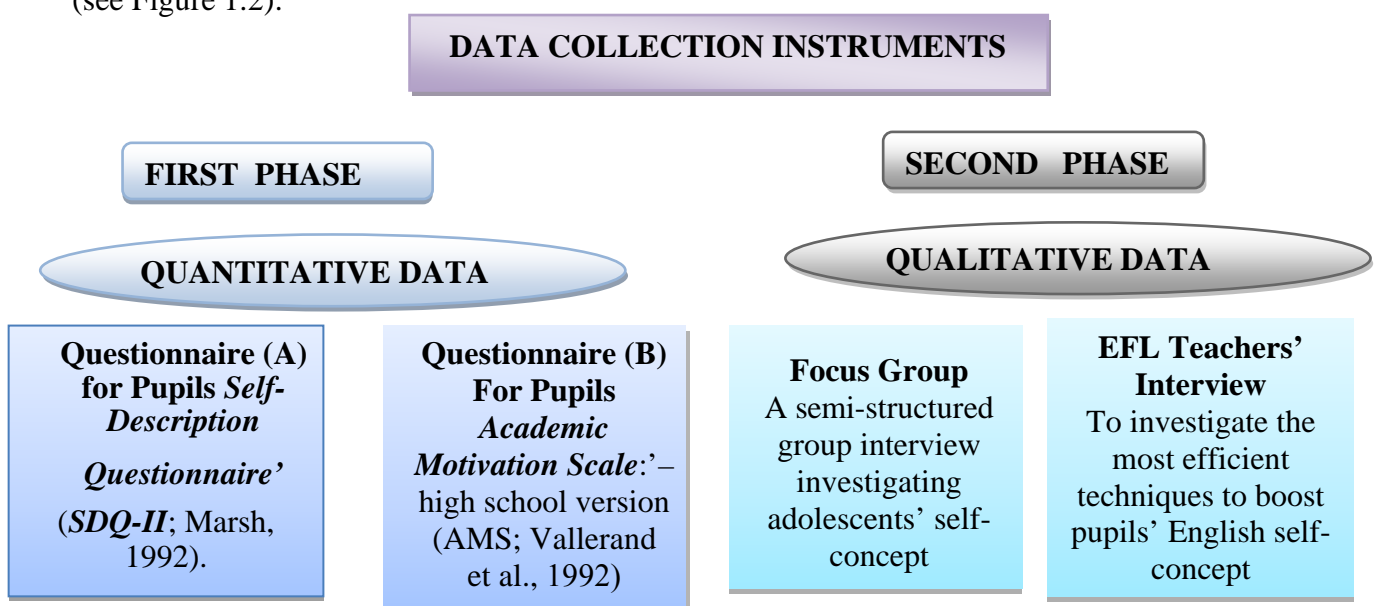 (see Figure 1.2).
DATA COLLECTION INSTRUMENTS
FIRST PHASE
SECOND PHASE
QUANTITATIVE DATA
QUALITATIVE DATA
Questionnaire (A)
for Pupils Self-
Description
Questionnaire’
(SDQ-II; Marsh,
1992).
Questionnaire (B)
For Pupils
Academic
Motivation Scale:’–
high school version
(AMS; Vallerand
et al., 1992)
Focus Group
A semi-structured
group interview
investigating
adolescents’ self-
concept
EFL Teachers’
Interview
To investigate the
most efficient
techniques to boost
pupils’ English self-
concept